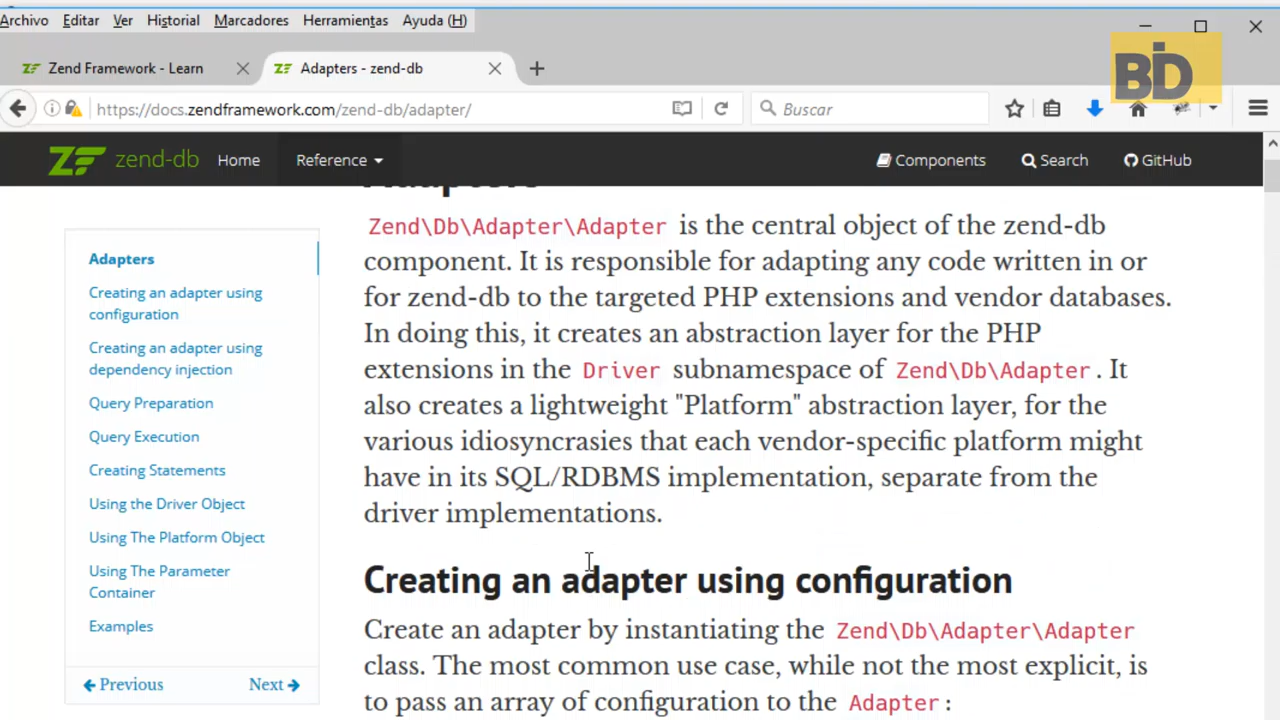 Archivo Editar Ver Historial Marcadores Herramientas Ayuda (H)
BD
Zend Framework - Learn
Adapters - zend-db
https://docs.zendframework.com/zend-db/adapter/
Buscar
zend-db Home Reference Components Search GitHub
Adapters
Adapters
Creating an adapter using
configuration
Creating an adapter using
dependency injection
Query Preparation
Query Execution
Creating Statements
Using the Driver Object
Using The Platform Object
Using The Parameter
Container
Examples
Previous Next
Zend\Db\Adapter\Adapter is the central object of the zend-db
component. It is responsible for adapting any code written in or
for zend-db to the targeted PHP extensions and vendor databases.
In doing this, it creates an abstraction layer for the PHP
extensions in the Driver subnamespace of Zend\Db\Adapter. It
also creates a lightweight "Platform" abstraction layer, for the
various idiosyncrasies that each vendor-specific platform might
have in its SQL/RDBMS implementation, separate from the
driver implementations.
Creating an adapter using configuration
Create an adapter by instantiating the Zend\Db\Adapter\Adapter
class. The most common use case, while not the most explicit, is
to pass an array of configuration to the Adapter: